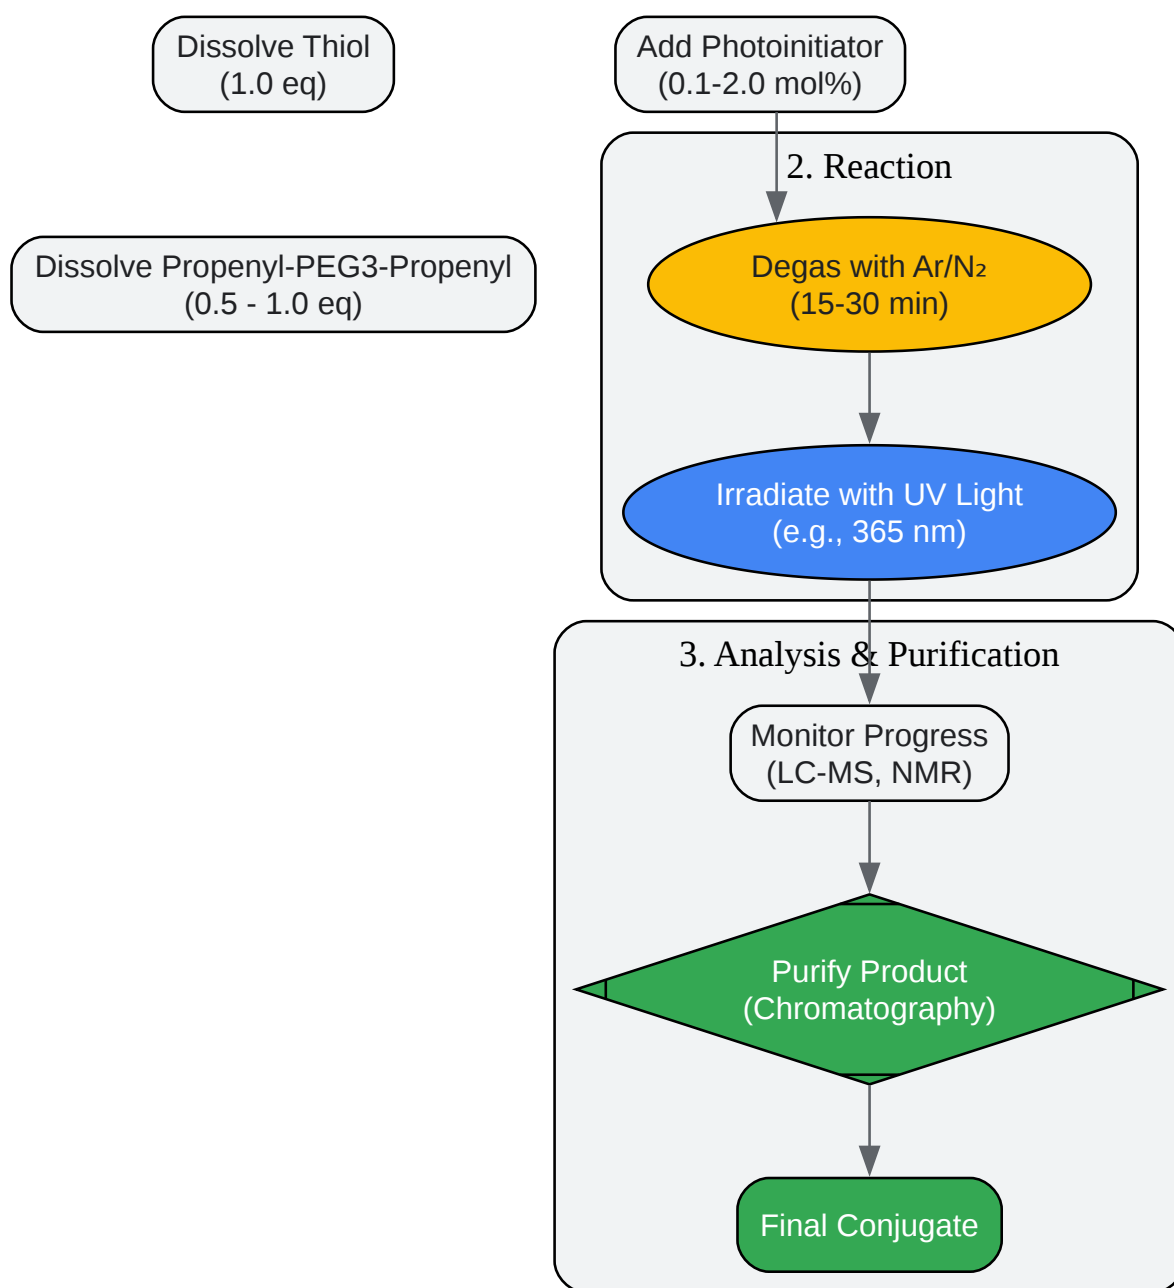 Dissolve Thiol
(1.0 eq)
Add Photoinitiator
(0.1-2.0 mol%)
2. Reaction
Dissolve Propenyl-PEG3-Propenyl
(0.5 - 1.0 eq)
Degas with Ar/N₂
(15-30 min)
Irradiate with UV Light
(e.g., 365 nm)
3. Analysis & Purification
Monitor Progress
(LC-MS, NMR)
Purify Product
(Chromatography)
Final Conjugate